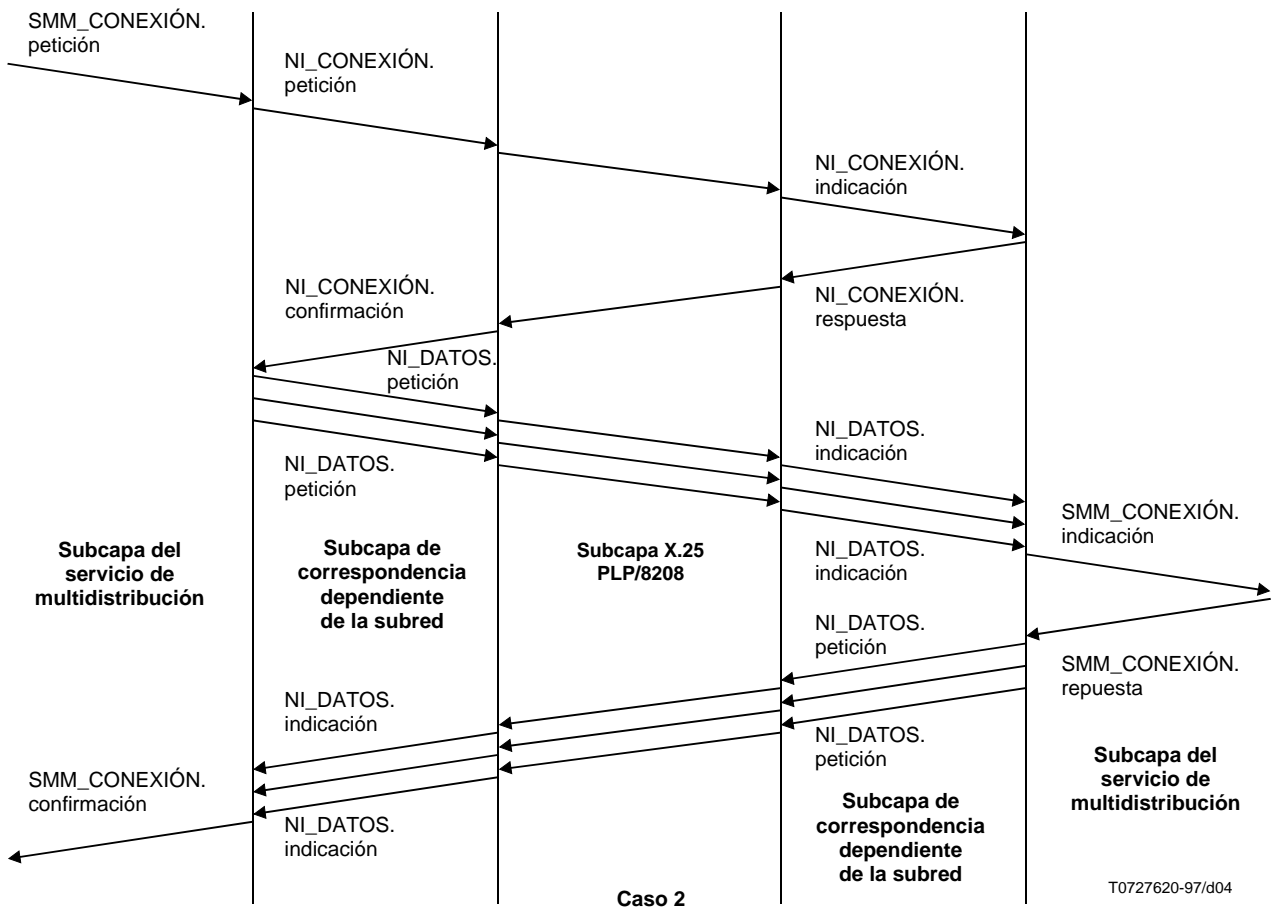 SMM_CONEXIÓN.
petición
NI_CONEXIÓN.
petición
NI_CONEXIÓN.
indicación
NI_CONEXIÓN.
confirmación
NI_CONEXIÓN.
respuesta
NI_DATOS.
petición
NI_DATOS.
indicación
NI_DATOS.
petición
SMM_CONEXIÓN.
indicación
Subcapa del
servicio de
multidistribución
Subcapa de
correspondencia
dependiente
de la subred
Subcapa X.25
PLP/8208
NI_DATOS.
indicación
NI_DATOS.
petición
SMM_CONEXIÓN.
repuesta
NI_DATOS.
indicación
NI_DATOS.
petición
Subcapa del
servicio de
multidistribución
SMM_CONEXIÓN.
confirmación
NI_DATOS.
indicación
Subcapa de
correspondencia
dependiente
de la subred
Caso 2
T0727620-97/d04